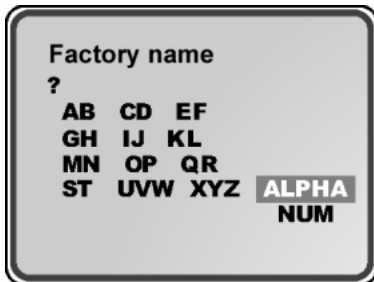 Factory name
?
AB CD EF
GH IJ KL
MN OP QR
ST UVW XYZ ALPHA
NUM